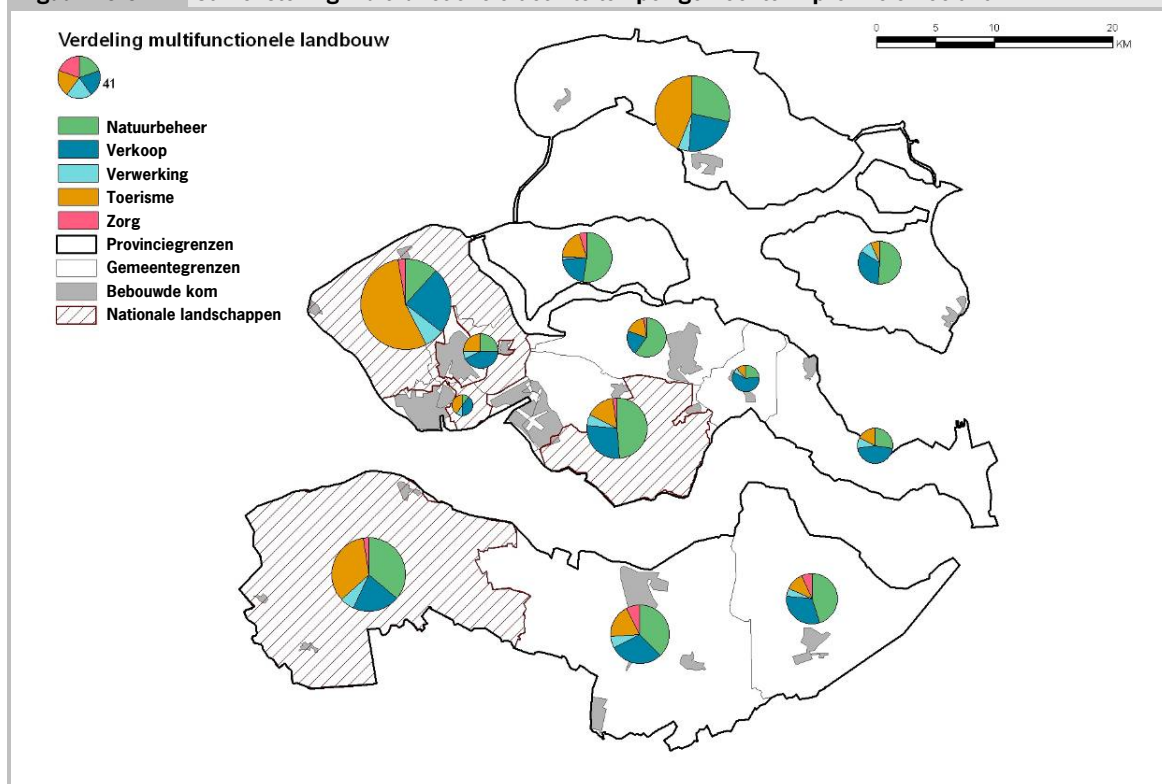 Verdeling multifunctionele landbouw
41
Natuurbeheer
Verkoop
Verwerking
Toerisme
Zorg
Provinciegrenzen
Gemeentegrenzen
Bebouwde kom
Nationale landschappen
0 5 10 20
KM